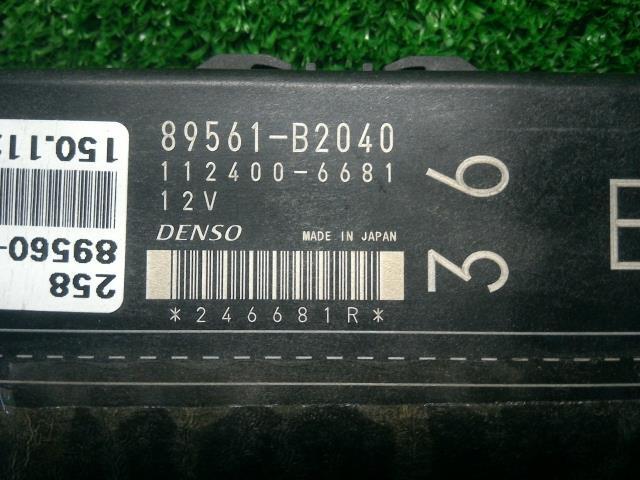 89561-B2040
112400-6681
12V
DENSO MADE IN JAPAN
*246681R*
36
258
89560-
150.11